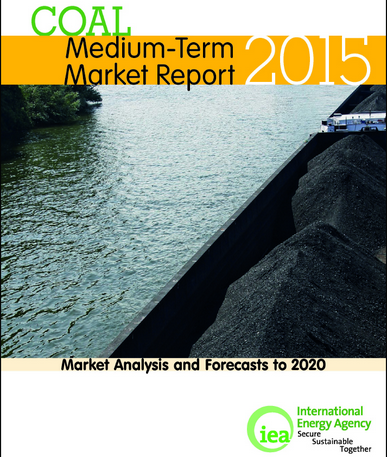 COAL
Medium-Term
Market Report 2015
Market Analysis and Forecasts to 2020
iea
International
Energy Agency
Secure
Sustainable
Together